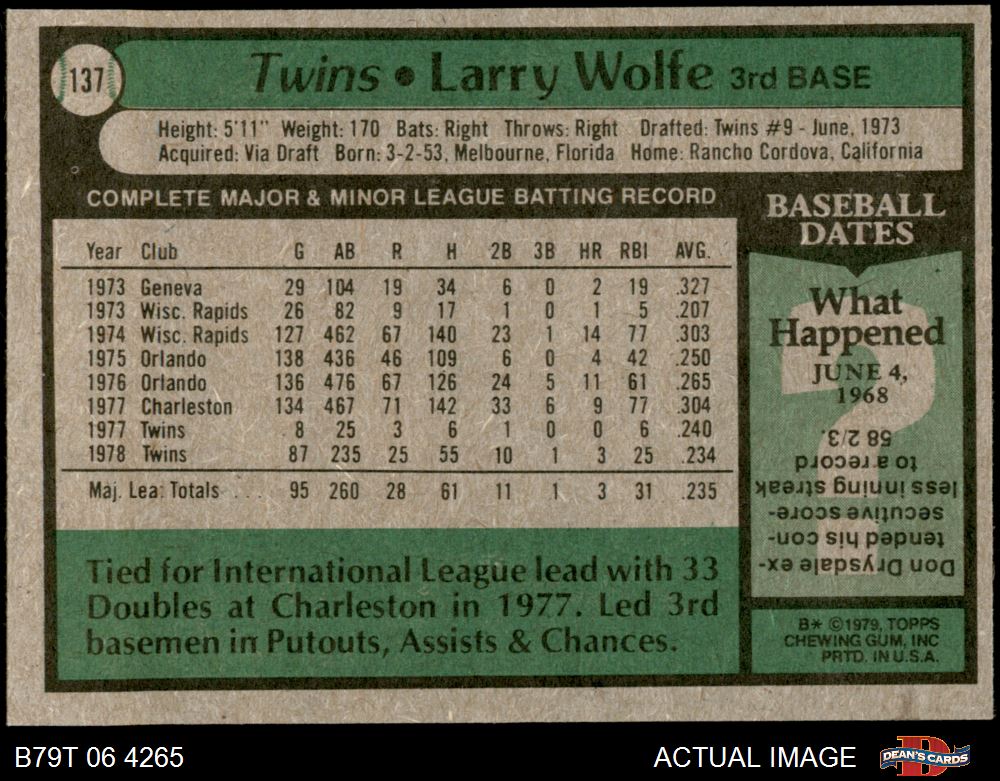 137
Twins • Larry Wolfe 3rd BASE
Height: 5'11" Weight: 170 Bats: Right Throws: Right Drafted: Twins #9 - June, 1973
Acquired: Via Draft Born: 3-2-53, Melbourne, Florida Home: Rancho Cordova, California
COMPLETE MAJOR & MINOR LEAGUE BATTING RECORD
Year Club G AB R H 2B 3B HR RBI AVG.
1973 Geneva 29 104 19 34 6 0 2 19 .327
1973 Wisc. Rapids 26 82 9 17 1 0 1 5 .207
1974 Wisc. Rapids 127 462 67 140 23 1 14 77 .303
1975 Orlando 138 436 46 109 6 0 4 42 .250
1976 Orlando 136 476 67 126 24 5 11 61 .265
1977 Charleston 134 467 71 142 33 6 9 77 .304
1977 Twins 8 25 3 6 1 0 0 6 .240
1978 Twins 87 235 25 55 10 1 3 25 .234
Maj. Lea. Totals . . . 95 260 28 61 11 1 3 31 .235
Tied for International League lead with 33
Doubles at Charleston in 1977. Led 3rd
basemen in Putouts, Assists & Chances.
BASEBALL
DATES
What
Happened
JUNE 4,
1968
?
Don Drysdale ex-
tended his con-
secutive score-
less inning streak
to a record
58 2/3.
B* ©1979, TOPPS
CHEWING GUM, INC
PRTD. IN U.S.A.
B79T 06 4265
ACTUAL IMAGE
D
DEAN'S CARDS